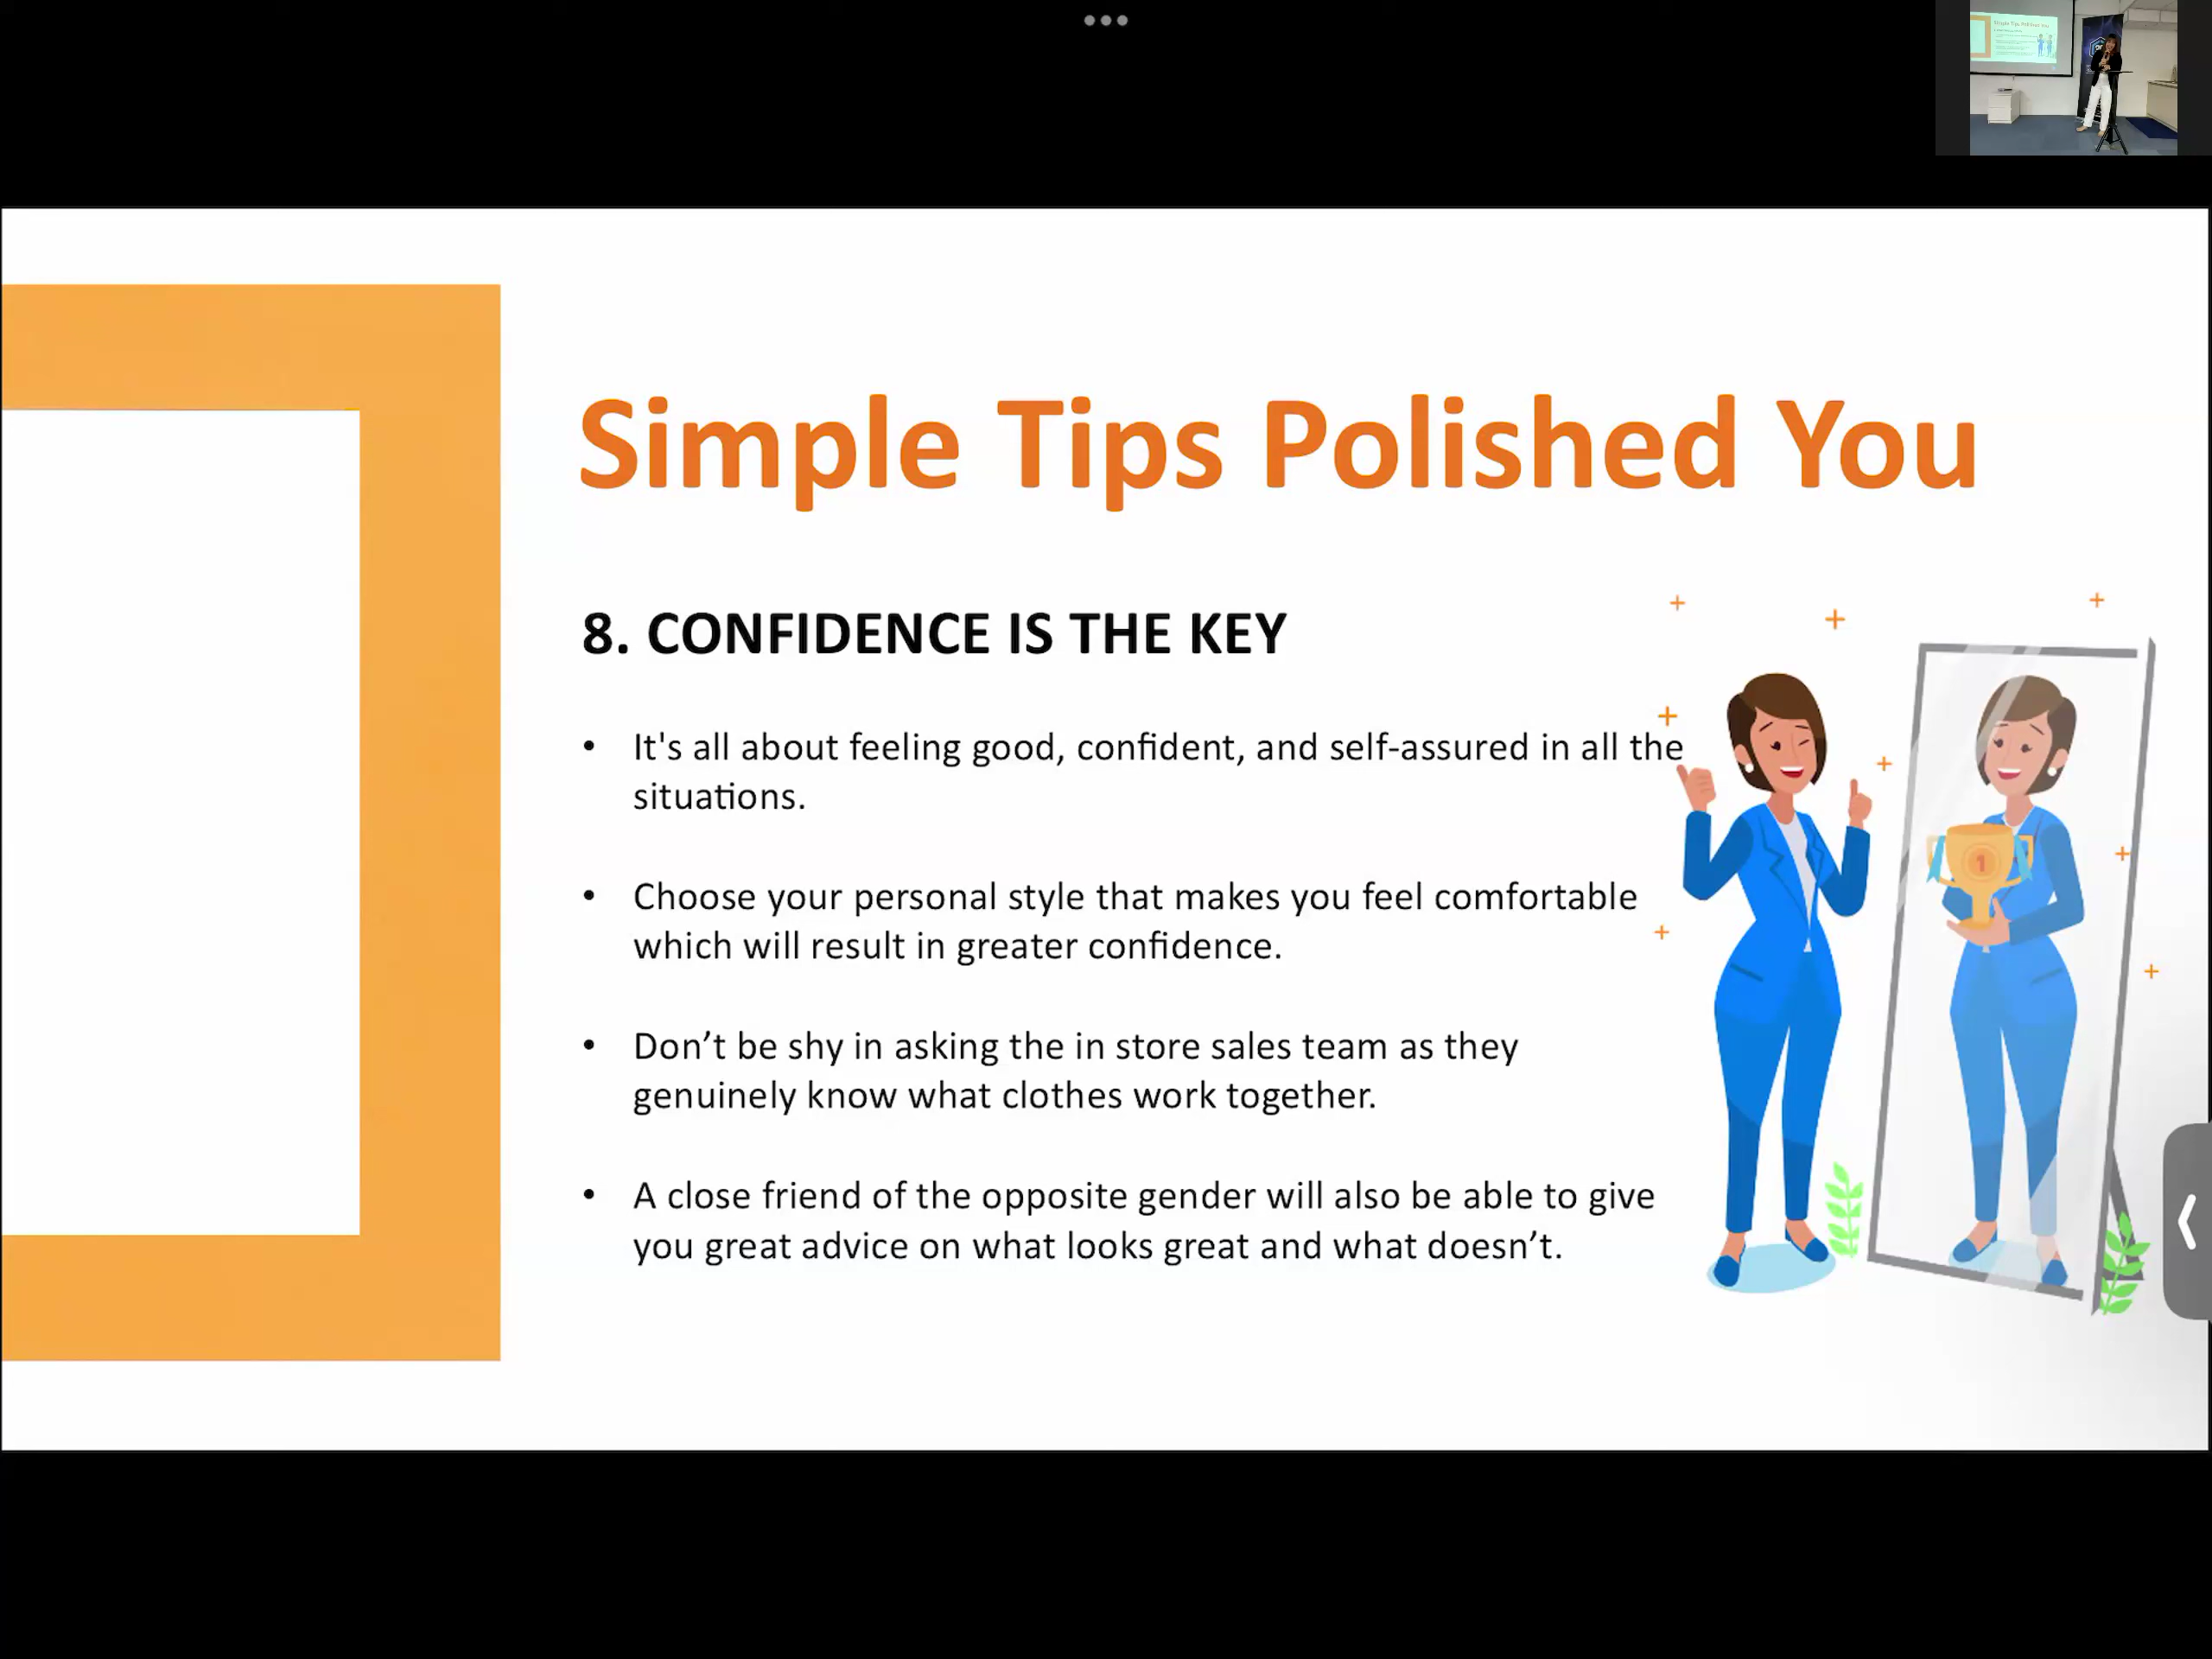 Simple Tips Polished You
8. CONFIDENCE IS THE KEY
• It's all about feeling good, confident, and self-assured in all the
situations.
• Choose your personal style that makes you feel comfortable
which will result in greater confidence.
• Don’t be shy in asking the in store sales team as they
genuinely know what clothes work together.
• A close friend of the opposite gender will also be able to give
you great advice on what looks great and what doesn’t.
1